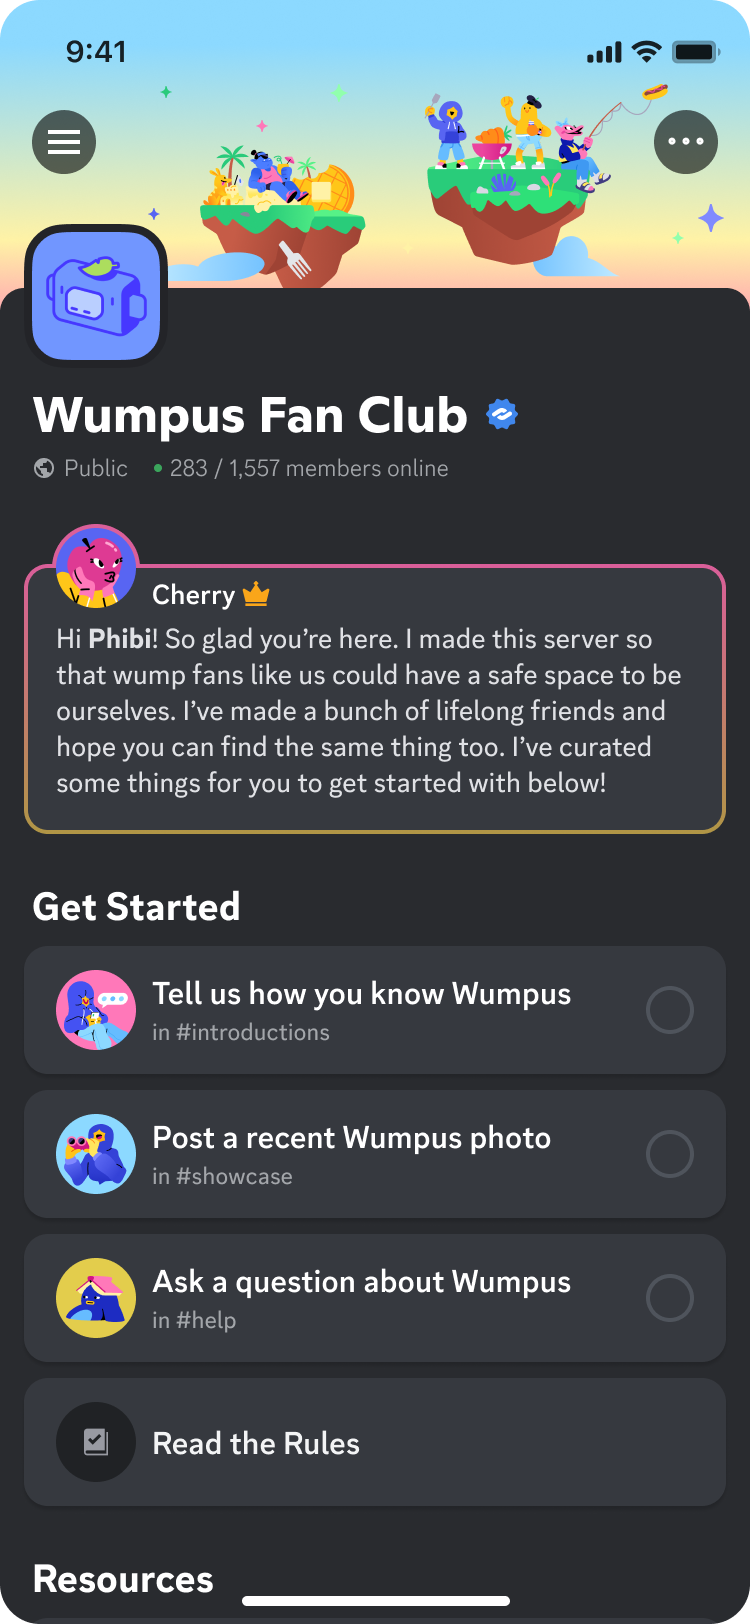 9:41
Wumpus Fan Club
Public • 283 / 1,557 members online
Cherry
Hi Phibi! So glad you’re here. I made this server so
that wump fans like us could have a safe space to be
ourselves. I’ve made a bunch of lifelong friends and
hope you can find the same thing too. I’ve curated
some things for you to get started with below!
Get Started
Tell us how you know Wumpus
in #introductions
Post a recent Wumpus photo
in #showcase
Ask a question about Wumpus
in #help
Read the Rules
Resources